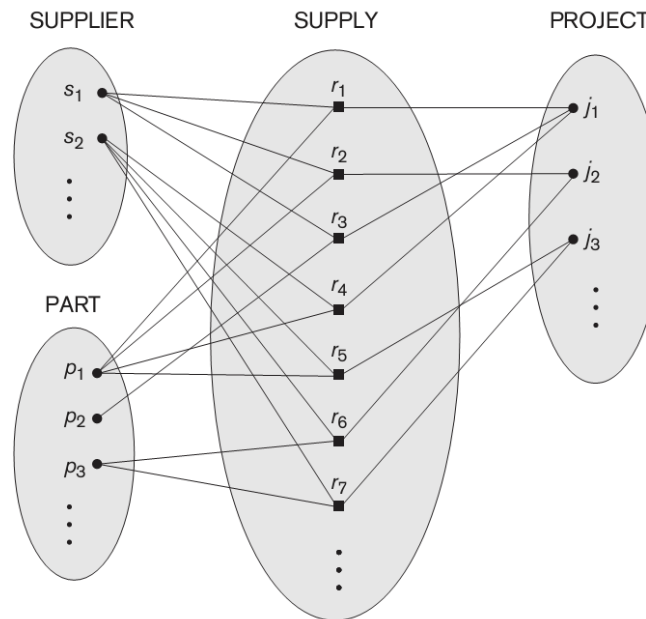 SUPPLIER
SUPPLY
PROJECT
s1
s2
PART
p1
p2
p3
r1
r2
r3
r4
r5
r6
r7
j1
j2
j3